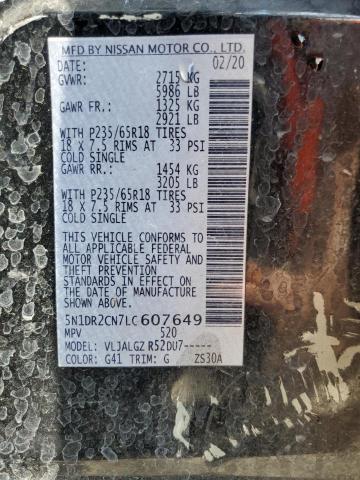 MFD BY NISSAN MOTOR CO., LTD.
DATE: 02/20
GVWR: 2715 KG
5986 LB
GAWR FR.: 1325 KG
2921 LB
WITH P235/65R18 TIRES
18 X 7.5 RIMS AT 33 PSI
COLD SINGLE
GAWR RR.: 1454 KG
3205 LB
WITH P235/65R18 TIRES
18 X 7.5 RIMS AT 33 PSI
COLD SINGLE
THIS VEHICLE CONFORMS TO
ALL APPLICABLE FEDERAL
MOTOR VEHICLE SAFETY
STANDARDS IN EFFECT ON
THE DATE OF MANUFACTURE
SHOWN ABOVE.
5N1DR2CN7LC607649
MPV 520
MODEL: VLJALGZ R52DU7-----
COLOR: G41 TRIM: G ZS30A